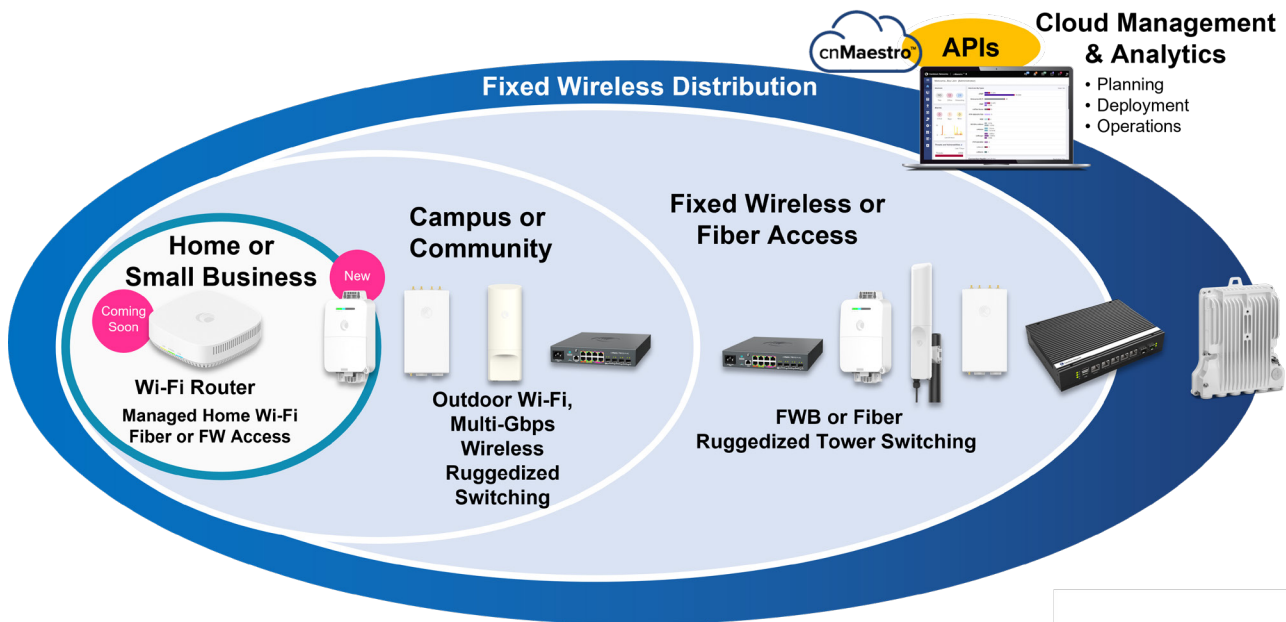 cnMaestro™
APIs
Cloud Management
& Analytics
• Planning
• Deployment
• Operations
Fixed Wireless Distribution
Fixed Wireless or
Fiber Access
Campus or
Community
Home or
Small Business
New
Coming
Soon
Wi-Fi Router
Managed Home Wi-Fi
Fiber or FW Access
Outdoor Wi-Fi,
Multi-Gbps
Wireless
Ruggedized
Switching
FWB or Fiber
Ruggedized Tower Switching